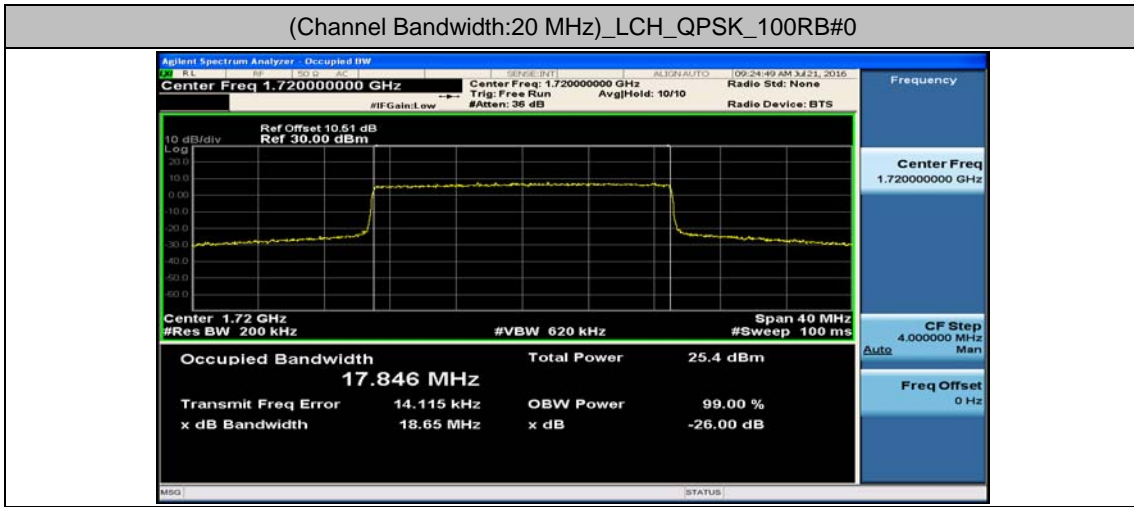 (Channel Bandwidth:20 MHz)_LCH_QPSK_100RB#0
Agilent Spectrum Analyzer - Occupied BW
LXI RL RF 50 Ω AC SENSE:INT ALIGN AUTO 09:24:49 AM Jul 21, 2016
Center Freq 1.720000000 GHz
Center Freq: 1.720000000 GHz
Radio Std: None
Trig: Free Run Avg|Hold: 10/10
#IFGain:Low #Atten: 36 dB Radio Device: BTS
Frequency
Ref Offset 10.51 dB
10 dB/div Ref 30.00 dBm
Log
20.0
10.0
0.00
-10.0
-20.0
-30.0
-40.0
-50.0
-60.0
Center 1.72 GHz Span 40 MHz
#Res BW 200 kHz #VBW 620 kHz #Sweep 100 ms
Center Freq
1.720000000 GHz
CF Step
4.000000 MHz
Auto Man
Freq Offset
0 Hz
Occupied Bandwidth Total Power 25.4 dBm
17.846 MHz
Transmit Freq Error 14.115 kHz OBW Power 99.00 %
x dB Bandwidth 18.65 MHz x dB -26.00 dB
MSG STATUS